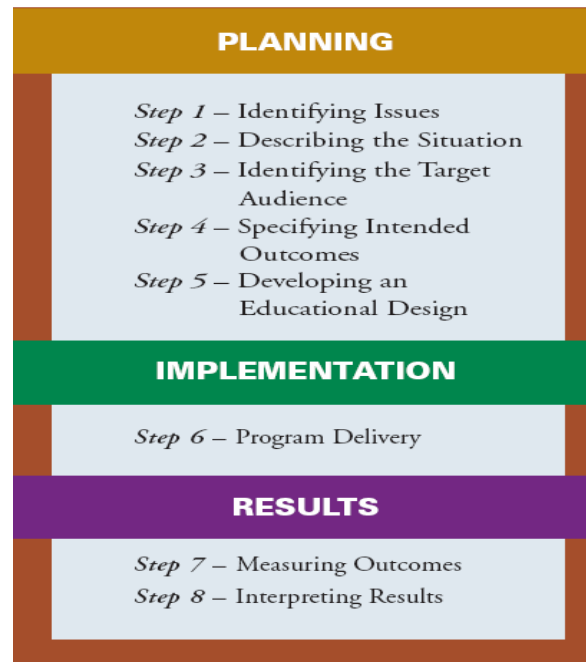 PLANNING
Step 1 – Identifying Issues
Step 2 – Describing the Situation
Step 3 – Identifying the Target
Audience
Step 4 – Specifying Intended
Outcomes
Step 5 – Developing an
Educational Design
IMPLEMENTATION
Step 6 – Program Delivery
RESULTS
Step 7 – Measuring Outcomes
Step 8 – Interpreting Results